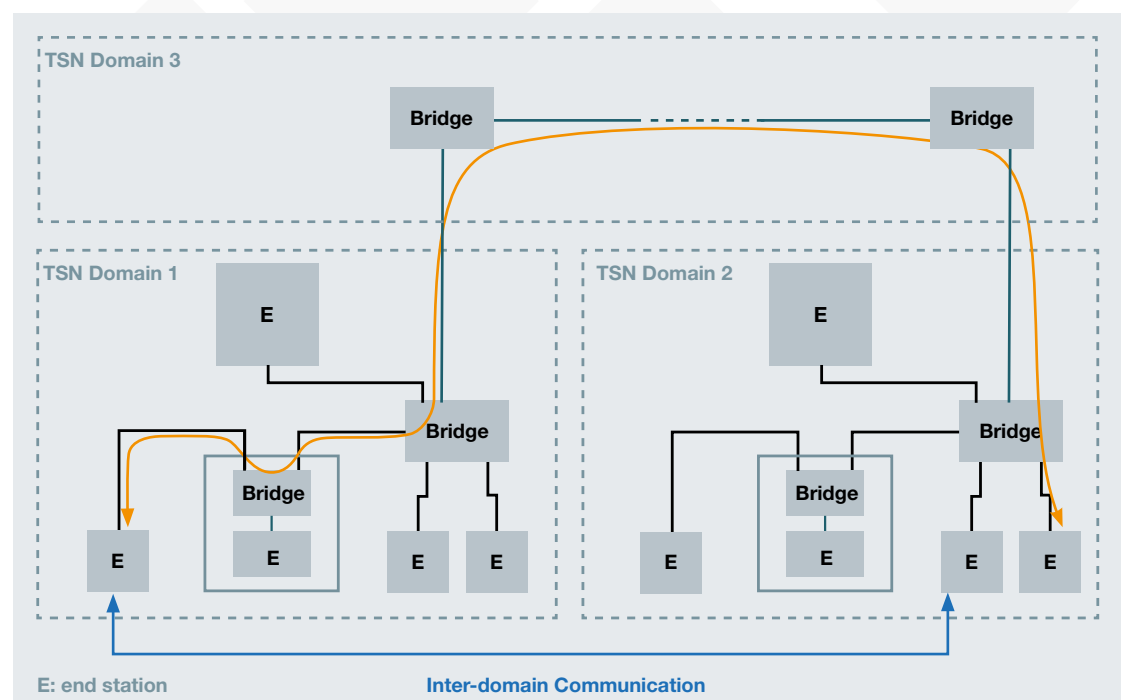 TSN Domain 3
Bridge
Bridge
TSN Domain 1
TSN Domain 2
E
E
Bridge
Bridge
Bridge
Bridge
E
E
E
E
E
E
E
E
E: end station
Inter-domain Communication